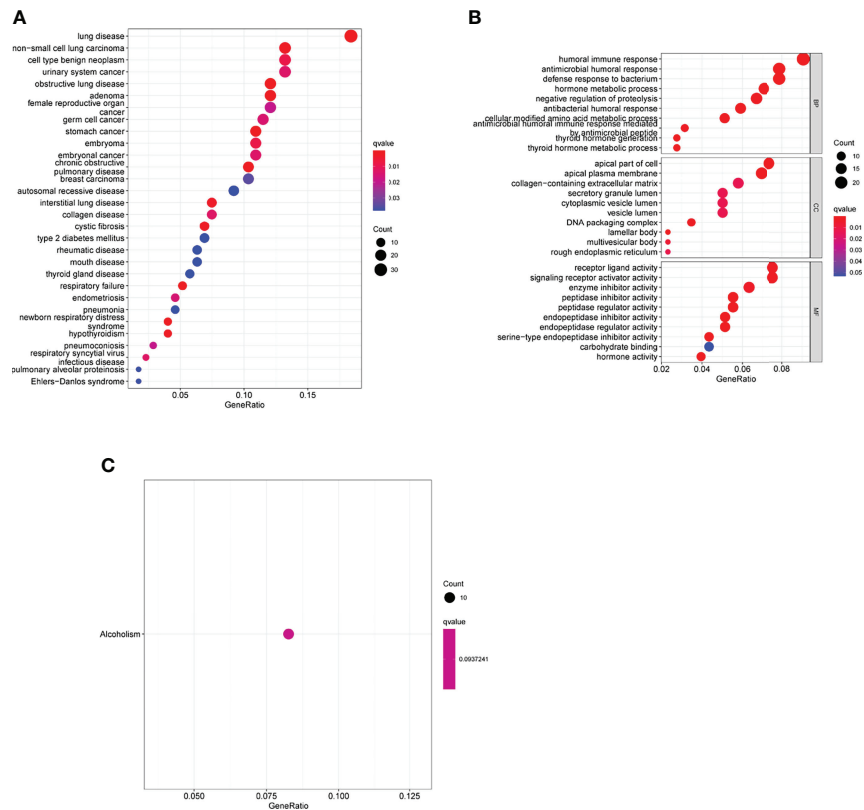 A
lung disease
non-small cell lung carcinoma
cell type benign neoplasm
urinary system cancer
obstructive lung disease
adenoma
female reproductive organ
cancer
germ cell cancer
stomach cancer
embryoma
embryonal cancer
chronic obstructive
pulmonary disease
breast carcinoma
autosomal recessive disease
interstitial lung disease
collagen disease
cystic fibrosis
type 2 diabetes mellitus
rheumatic disease
mouth disease
thyroid gland disease
respiratory failure
endometriosis
pneumonia
newborn respiratory distress
syndrome
hypothyroidism
pneumoconiosis
respiratory syncytial virus
infectious disease
pulmonary alveolar proteinosis
Ehlers-Danlos syndrome
0.05 0.10 0.15
GeneRatio
qvalue
0.01
0.02
0.03
Count
10
20
30
B
humoral immune response
antimicrobial humoral response
defense response to bacterium
hormone metabolic process
negative regulation of proteolysis
antibacterial humoral response
cellular modified amino acid metabolic process
antimicrobial humoral immune response mediated
by antimicrobial peptide
thyroid hormone generation
thyroid hormone metabolic process
BP
apical part of cell
apical plasma membrane
collagen-containing extracellular matrix
secretory granule lumen
cytoplasmic vesicle lumen
vesicle lumen
DNA packaging complex
lamellar body
multivesicular body
rough endoplasmic reticulum
CC
receptor ligand activity
signaling receptor activator activity
enzyme inhibitor activity
peptidase inhibitor activity
peptidase regulator activity
endopeptidase inhibitor activity
endopeptidase regulator activity
serine-type endopeptidase inhibitor activity
carbohydrate binding
hormone activity
MF
0.02 0.04 0.06 0.08
GeneRatio
Count
10
15
20
qvalue
0.01
0.02
0.03
0.04
0.05
C
Alcoholism
0.050 0.075 0.100 0.125
GeneRatio
Count
10
qvalue
0.0937241